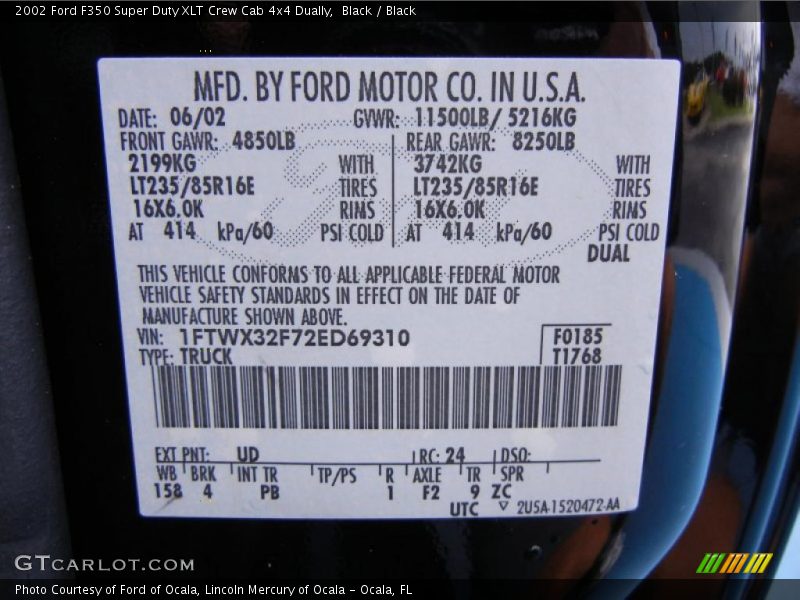 2002 Ford F350 Super Duty XLT Crew Cab 4x4 Dually, Black / Black
MFD. BY FORD MOTOR CO. IN U.S.A.
DATE: 06/02 GVWR: 11500LB/ 5216KG
FRONT GAWR: 4850LB REAR GAWR: 8250LB
2199KG WITH 3742KG WITH
LT235/85R16E TIRES LT235/85R16E TIRES
16X6.0K RIMS 16X6.0K RIMS
AT 414 kPa/60 PSI COLD AT 414 kPa/60 PSI COLD
DUAL
THIS VEHICLE CONFORMS TO ALL APPLICABLE FEDERAL MOTOR
VEHICLE SAFETY STANDARDS IN EFFECT ON THE DATE OF
MANUFACTURE SHOWN ABOVE.
VIN: 1FTWX32F72ED69310 F0185
TYPE: TRUCK T1768
EXT PNT: UD RC: 24 DSO:
WB BRK INT TR TP/PS R AXLE TR SPR
158 4 PB 1 F2 9 ZC
UTC ▽ 2U5A-1520472-AA
GTCARLOT.COM
Photo Courtesy of Ford of Ocala, Lincoln Mercury of Ocala - Ocala, FL